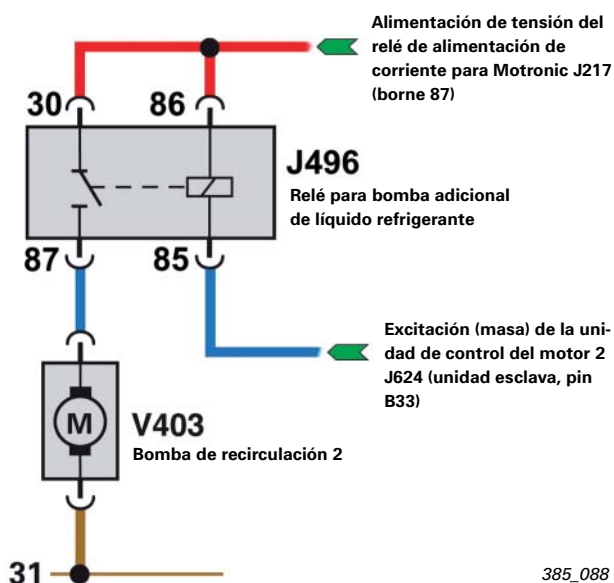 Alimentación de tensión del
relé de alimentación de
corriente para Motronic J217
(borne 87)
30 86
J496
Relé para bomba adicional
de líquido refrigerante
87 85
Excitación (masa) de la uni-
dad de control del motor 2
J624 (unidad esclava, pin
B33)
M
V403
Bomba de recirculación 2
31
385_088